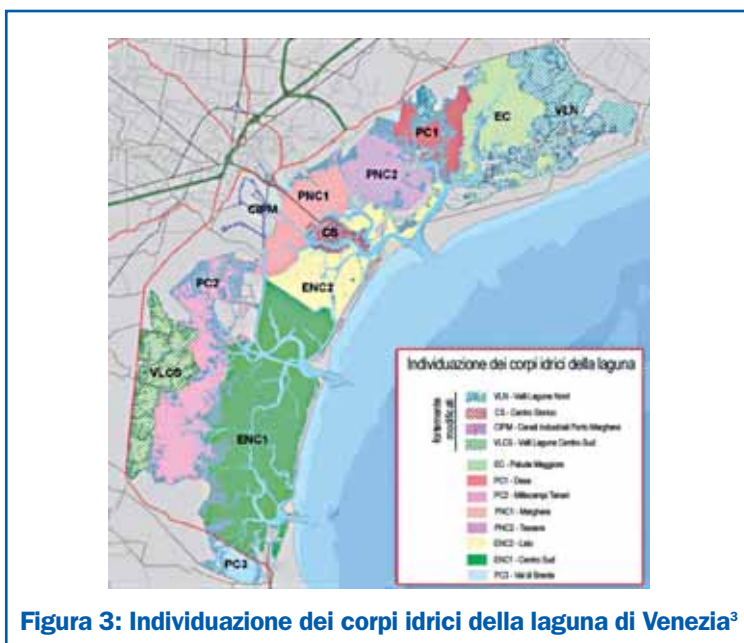 EC
VLN
PC1
PNC2
PNC1
CIPM
CS
ENC2
PC2
VLCS
ENC1
PC3
Individuazione dei corpi idrici della laguna
fortemente
modificati
VLN - Valli Laguna Nord
CS - Centro Storico
CIPM - Canali Industriali Porto Marghera
VLCS - Valli Laguna Centro Sud
EC - Palude Maggiore
PC1 - Dese
PC2 - Millecampi Teneri
PNC1 - Marghera
PNC2 - Tessera
ENC2 - Lido
ENC1 - Centro Sud
PC3 - Val di Brenta
Figura 3: Individuazione dei corpi idrici della laguna di Venezia³